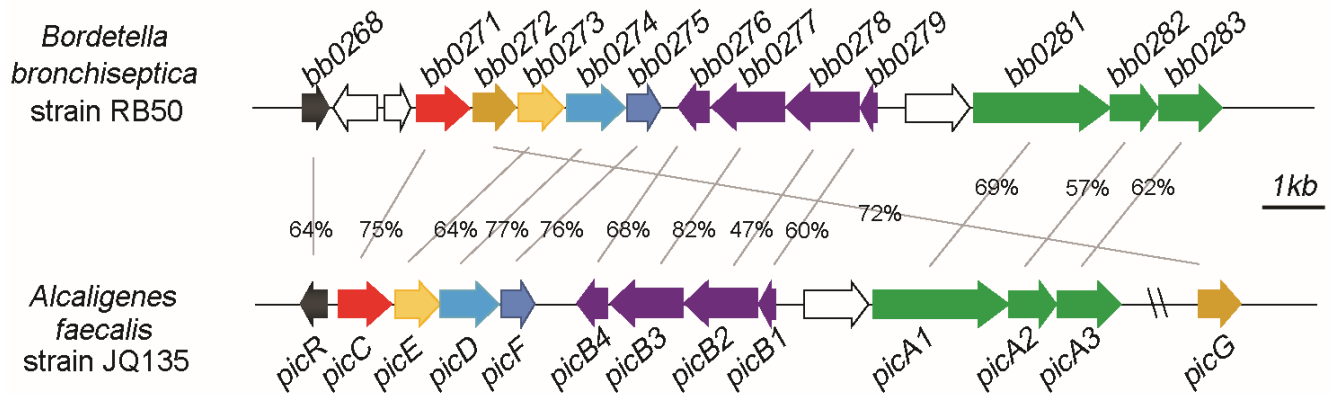 Bordetella
bronchiseptica
strain RB50
bb0268
bb0271
bb0272
bb0273
bb0274
bb0275
bb0276
bb0277
bb0278
bb0279
bb0281
bb0282
bb0283
64%
75%
64%
77%
76%
68%
82%
47%
60%
72%
69%
57%
62%
1kb
Alcaligenes
faecalis
strain JQ135
picR
picC
picE
picD
picF
picB4
picB3
picB2
picB1
picA1
picA2
picA3
picG